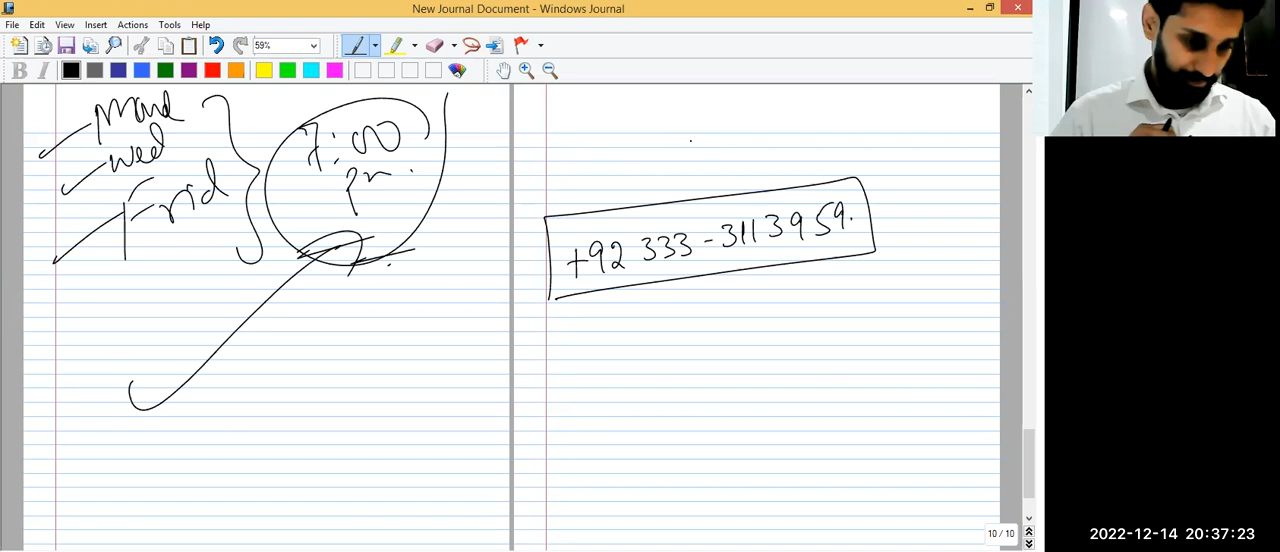 New Journal Document - Windows Journal
File Edit View Insert Actions Tools Help
59%
B I
Mond
Wed
Frid
7:00
Pm.
+92 333-3113959.
10 / 10
2022-12-14 20:37:23